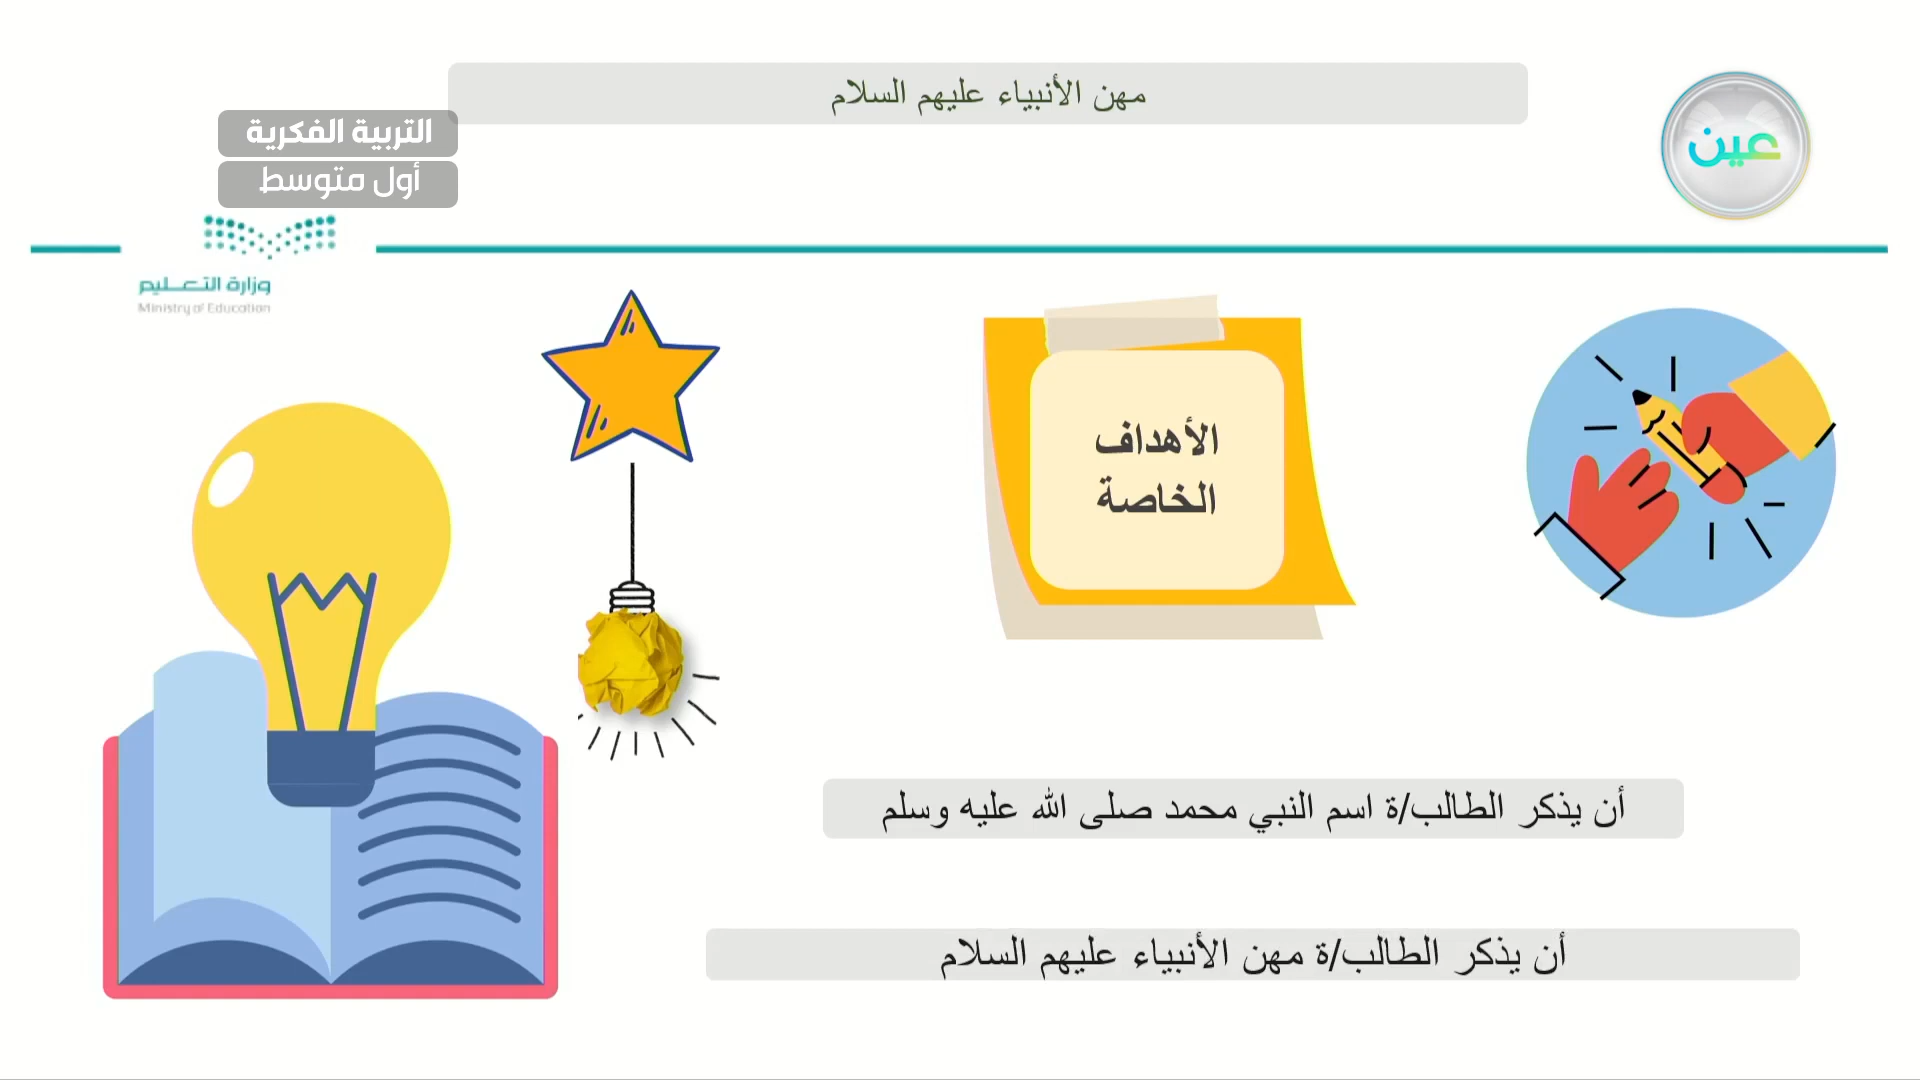 مهن الأنبياء عليهم السلام
عين
التربية الفكرية
أول متوسط
وزارة التعليم
Ministry of Education
الأهداف
الخاصة
أن يذكر الطالب/ة اسم النبي محمد صلى الله عليه وسلم
أن يذكر الطالب/ة مهن الأنبياء عليهم السلام